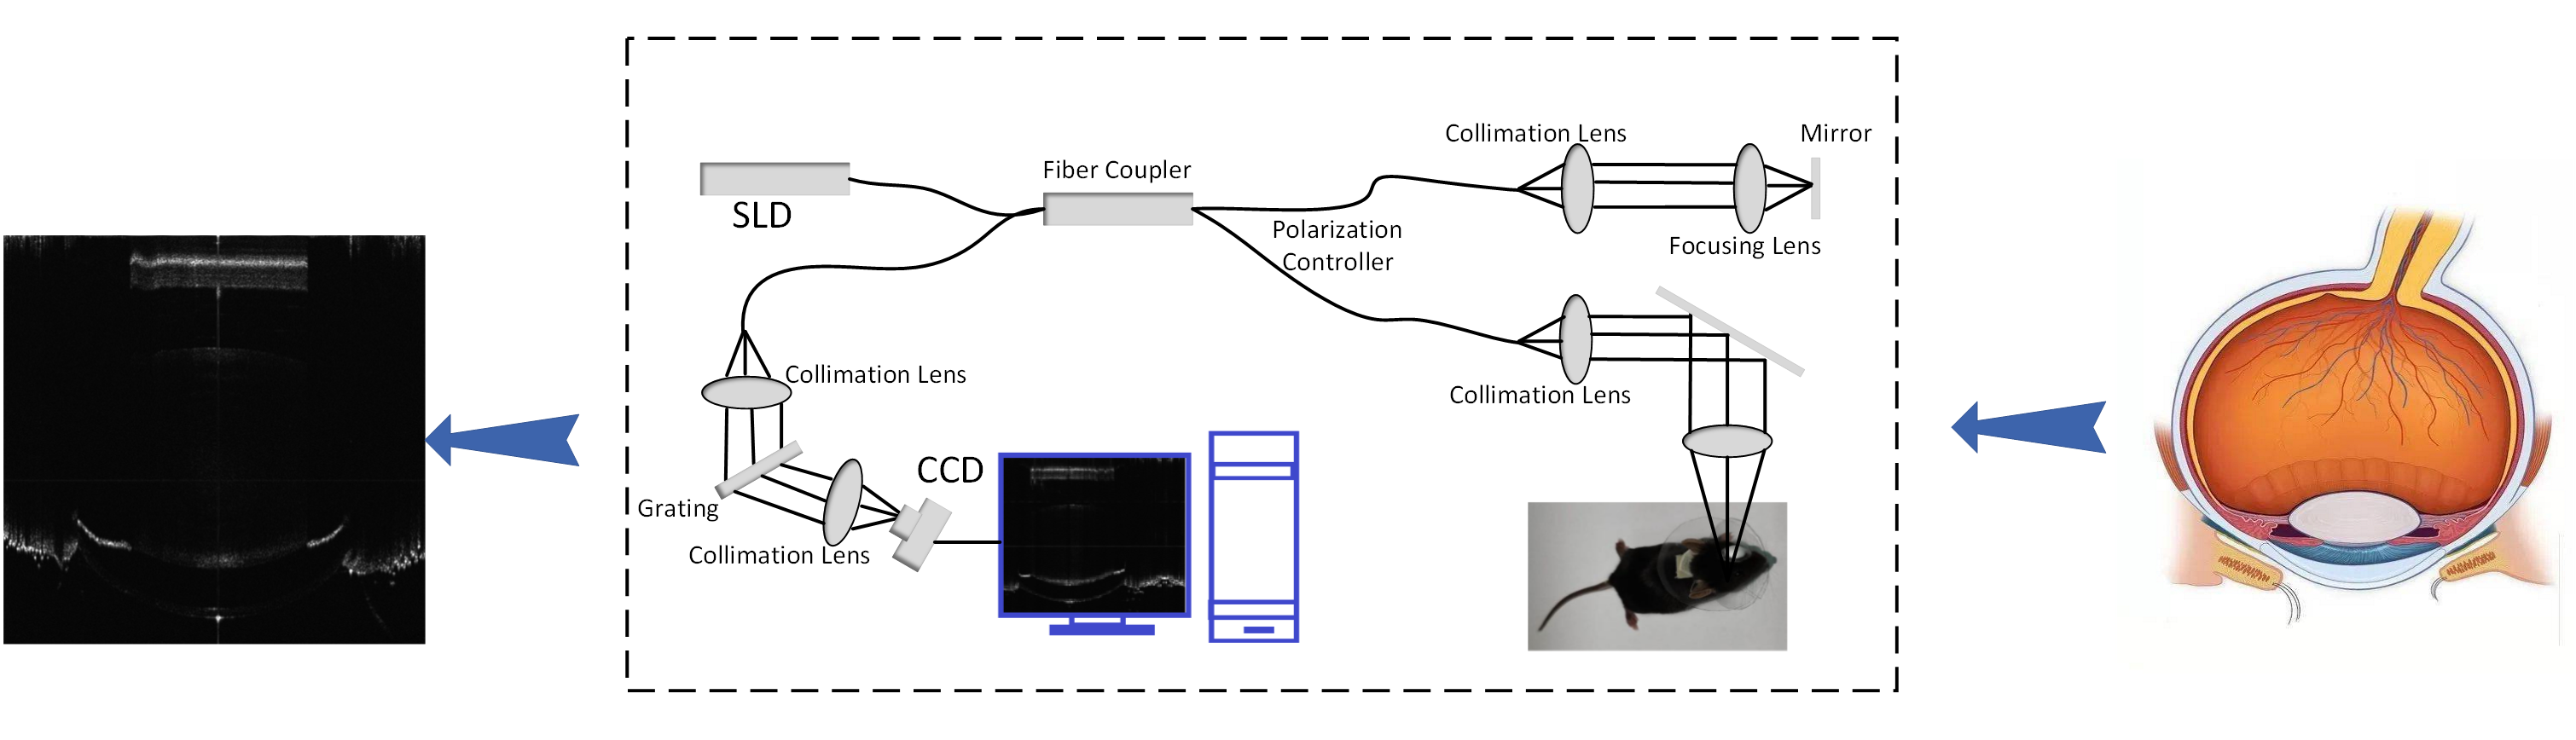 Collimation Lens
Mirror
Fiber Coupler
SLD
Polarization
Controller
Focusing Lens
Collimation Lens
Collimation Lens
CCD
Grating
Collimation Lens